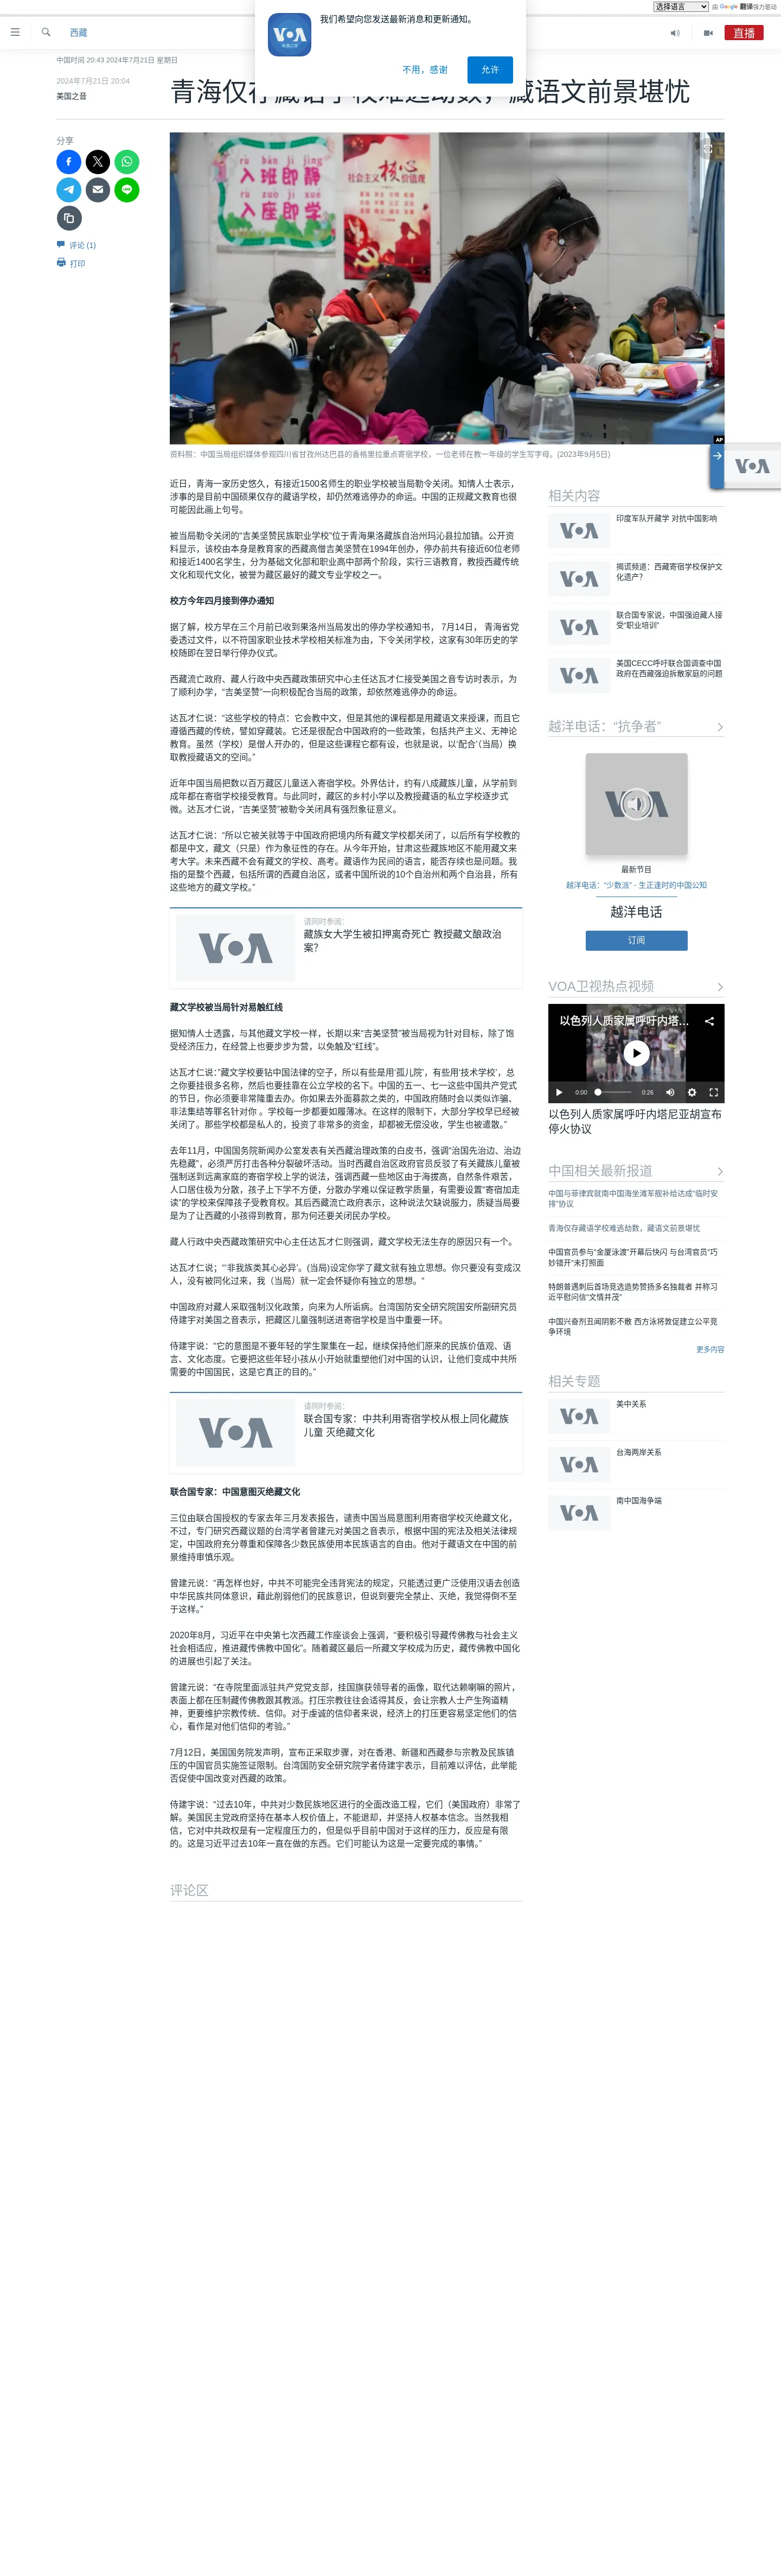 选择语言 由 Google 翻译强力驱动
我们希望向您发送最新消息和更新通知。
不用，感谢 允许
西藏
直播
中国时间 20:43 2024年7月21日 星期日
2024年7月21日 20:04
美国之音
青海仅存藏语学校难逃劫数，藏语文前景堪忧
分享
评论 (1)
打印
入班即静
入座即学
社会主义核心价值观
AP
资料照：中国当局组织媒体参观四川省甘孜州达巴县的香格里拉重点寄宿学校，一位老师在教一年级的学生写字母。(2023年9月5日)
近日，青海一家历史悠久，有接近1500名师生的职业学校被当局勒令关闭。知情人士表示，
涉事的是目前中国硕果仅存的藏语学校，却仍然难逃停办的命运。中国的正规藏文教育也很
可能因此画上句号。
被当局勒令关闭的“吉美坚赞民族职业学校”位于青海果洛藏族自治州玛沁县拉加镇。公开资
料显示，该校由本身是教育家的西藏高僧吉美坚赞在1994年创办，停办前共有接近60位老师
和接近1400名学生，分为基础文化部和职业高中部两个阶段，实行三语教育，教授西藏传统
文化和现代文化，被誉为藏区最好的藏文专业学校之一。
校方今年四月接到停办通知
据了解，校方早在三个月前已收到果洛州当局发出的停办学校通知书， 7月14日， 青海省党
委透过文件，以不符国家职业技术学校相关标准为由，下令关闭学校，这家有30年历史的学
校随即在翌日举行停办仪式。
西藏流亡政府、藏人行政中央西藏政策研究中心主任达瓦才仁接受美国之音专访时表示，为
了顺利办学，“吉美坚赞”一向积极配合当局的政策，却依然难逃停办的命运。
达瓦才仁说：“这些学校的特点：它会教中文，但是其他的课程都是用藏语文来授课，而且它
遵循西藏的传统，譬如穿藏装。它还是很配合中国政府的一些政策，包括共产主义、无神论
教育。虽然（学校）是僧人开办的，但是这些课程它都有设，也就是说，以‘配合’（当局）换
取教授藏语文的空间。”
近年中国当局把数以百万藏区儿童送入寄宿学校。外界估计，约有八成藏族儿童，从学前到
成年都在寄宿学校接受教育。与此同时，藏区的乡村小学以及教授藏语的私立学校逐步式
微。达瓦才仁说，“吉美坚赞”被勒令关闭具有强烈象征意义。
达瓦才仁说：“所以它被关就等于中国政府把境内所有藏文学校都关闭了，以后所有学校教的
都是中文，藏文（只是）作为象征性的存在。从今年开始，甘肃这些藏族地区不能用藏文来
考大学。未来西藏不会有藏文的学校、高考。藏语作为民间的语言，能否存续也是问题。我
指的是整个西藏，包括所谓的西藏自治区，或者中国所说的10个自治州和两个自治县，所有
这些地方的藏文学校。”
VOA
请同时参阅：
藏族女大学生被扣押离奇死亡 教授藏文酿政治
案？
藏文学校被当局针对易触红线
据知情人士透露，与其他藏文学校一样，长期以来“吉美坚赞”被当局视为针对目标，除了饱
受经济压力，在经营上也要步步为营，以免触及“红线”。
达瓦才仁说:“藏文学校要钻中国法律的空子，所以有些是用‘孤儿院’，有些用‘技术学校’，总
之你要挂很多名称，然后也要挂靠在公立学校的名下。中国的五一、七一这些中国共产党式
的节日，你必须要非常隆重去办。你如果去外面募款之类的，中国政府随时会以类似诈骗、
非法集结等罪名针对你 。学校每一步都要如履薄冰。在这样的限制下，大部分学校早已经被
关闭了。那些学校都是私人的，投资了非常多的资金，却都被无偿没收，学生也被遣散。”
去年11月，中国国务院新闻办公室发表有关西藏治理政策的白皮书，强调“治国先治边、治边
先稳藏”，必须严厉打击各种分裂破坏活动。当时西藏自治区政府官员反驳了有关藏族儿童被
强制送到远离家庭的寄宿学校上学的说法，强调西藏一些地区由于海拔高，自然条件艰苦，
人口居住极为分散，孩子上下学不方便，分散办学难以保证教学质量，有需要设置“寄宿加走
读”的学校来保障孩子受教育权。其后西藏流亡政府表示，这种说法欠缺说服力，质疑当局要
是为了让西藏的小孩得到教育，那为何还要关闭民办学校。
藏人行政中央西藏政策研究中心主任达瓦才仁则强调，藏文学校无法生存的原因只有一个。
达瓦才仁说；“‘非我族类其心必异’。(当局)设定你学了藏文就有独立思想。你只要没有变成汉
人，没有被同化过来，我（当局）就一定会怀疑你有独立的思想。“
中国政府对藏人采取强制汉化政策，向来为人所诟病。台湾国防安全研究院国安所副研究员
侍建宇对美国之音表示，把藏区儿童强制送进寄宿学校是当中重要一环。
侍建宇说：“它的意图是不要年轻的学生聚集在一起，继续保持他们原来的民族价值观、语
言、文化态度。它要把这些年轻小孩从小开始就重塑他们对中国的认识，让他们变成中共所
需要的中国国民，这是它真正的目的。”
VOA
请同时参阅：
联合国专家：中共利用寄宿学校从根上同化藏族
儿童 灭绝藏文化
联合国专家：中国意图灭绝藏文化
三位由联合国授权的专家去年三月发表报告，谴责中国当局意图利用寄宿学校灭绝藏文化，
不过，专门研究西藏议题的台湾学者曾建元对美国之音表示，根据中国的宪法及相关法律规
定，中国政府充分尊重和保障各少数民族使用本民族语言的自由。他对于藏语文在中国的前
景维持审慎乐观。
曾建元说：“再怎样也好，中共不可能完全违背宪法的规定，只能透过更广泛使用汉语去创造
中华民族共同体意识，藉此削弱他们的民族意识，但说到要完全禁止、灭绝，我觉得倒不至
于这样。”
2020年8月，习近平在中央第七次西藏工作座谈会上强调，“要积极引导藏传佛教与社会主义
社会相适应，推进藏传佛教中国化”。随着藏区最后一所藏文学校成为历史，藏传佛教中国化
的进展也引起了关注。
曾建元说：“在寺院里面派驻共产党党支部，挂国旗获领导者的画像，取代达赖喇嘛的照片，
表面上都在压制藏传佛教跟其教派。打压宗教往往会适得其反，会让宗教人士产生殉道精
神，更要维护宗教传统、信仰。对于虔诚的信仰者来说，经济上的打压更容易坚定他们的信
心，看作是对他们信仰的考验。”
7月12日，美国国务院发声明，宣布正采取步骤，对在香港、新疆和西藏参与宗教及民族镇
压的中国官员实施签证限制。台湾国防安全研究院学者侍建宇表示，目前难以评估，此举能
否促使中国改变对西藏的政策。
侍建宇说：“过去10年，中共对少数民族地区进行的全面改造工程，它们（美国政府）非常了
解。美国民主党政府坚持在基本人权价值上，不能退却，并坚持人权基本信念。当然我相
信，它对中共政权是有一定程度压力的，但是似乎目前中国对于这样的压力，反应是有限
的。这是习近平过去10年一直在做的东西。它们可能认为这是一定要完成的事情。”
评论区
VOA
相关内容
VOA 印度军队开藏学 对抗中国影响
VOA 揭谎频道：西藏寄宿学校保护文
化遗产？
VOA 联合国专家说，中国强迫藏人接
受“职业培训”
VOA 美国CECC呼吁联合国调查中国
政府在西藏强迫拆散家庭的问题
越洋电话：“抗争者”
VOA
最新节目
越洋电话：“少数派” - 生正逢时的中国公知
越洋电话
订阅
VOA卫视热点视频
以色列人质家属呼吁内塔…
0:00 0:26
以色列人质家属呼吁内塔尼亚胡宣布
停火协议
中国相关最新报道
中国与菲律宾就南中国海坐滩军舰补给达成“临时安
排”协议
青海仅存藏语学校难逃劫数，藏语文前景堪忧
中国官员参与“金厦泳渡”开幕后快闪 与台湾官员“巧
妙错开”未打照面
特朗普遇刺后首场竞选造势赞扬多名独裁者 并称习
近平慰问信“文情并茂”
中国兴奋剂丑闻阴影不散 西方泳将敦促建立公平竞
争环境
更多内容
相关专题
VOA 美中关系
VOA 台海两岸关系
VOA 南中国海争端